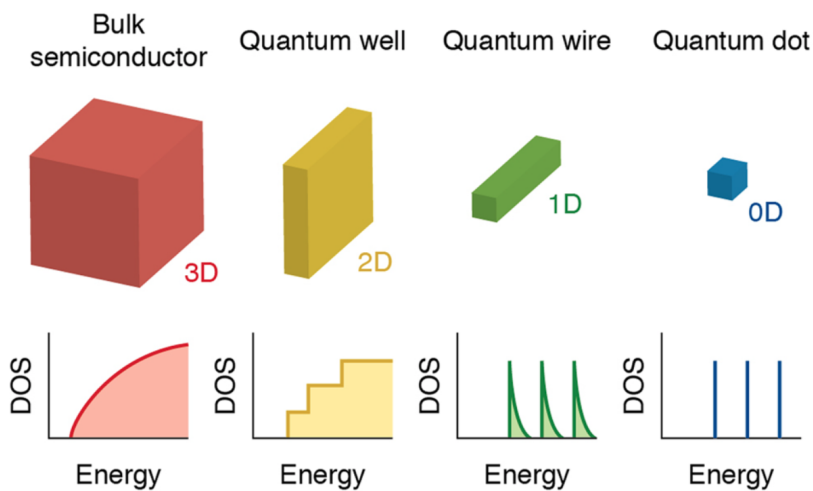 Bulk
semiconductor
Quantum well
Quantum wire
Quantum dot
3D
2D
1D
0D
DOS
Energy
DOS
Energy
DOS
Energy
DOS
Energy